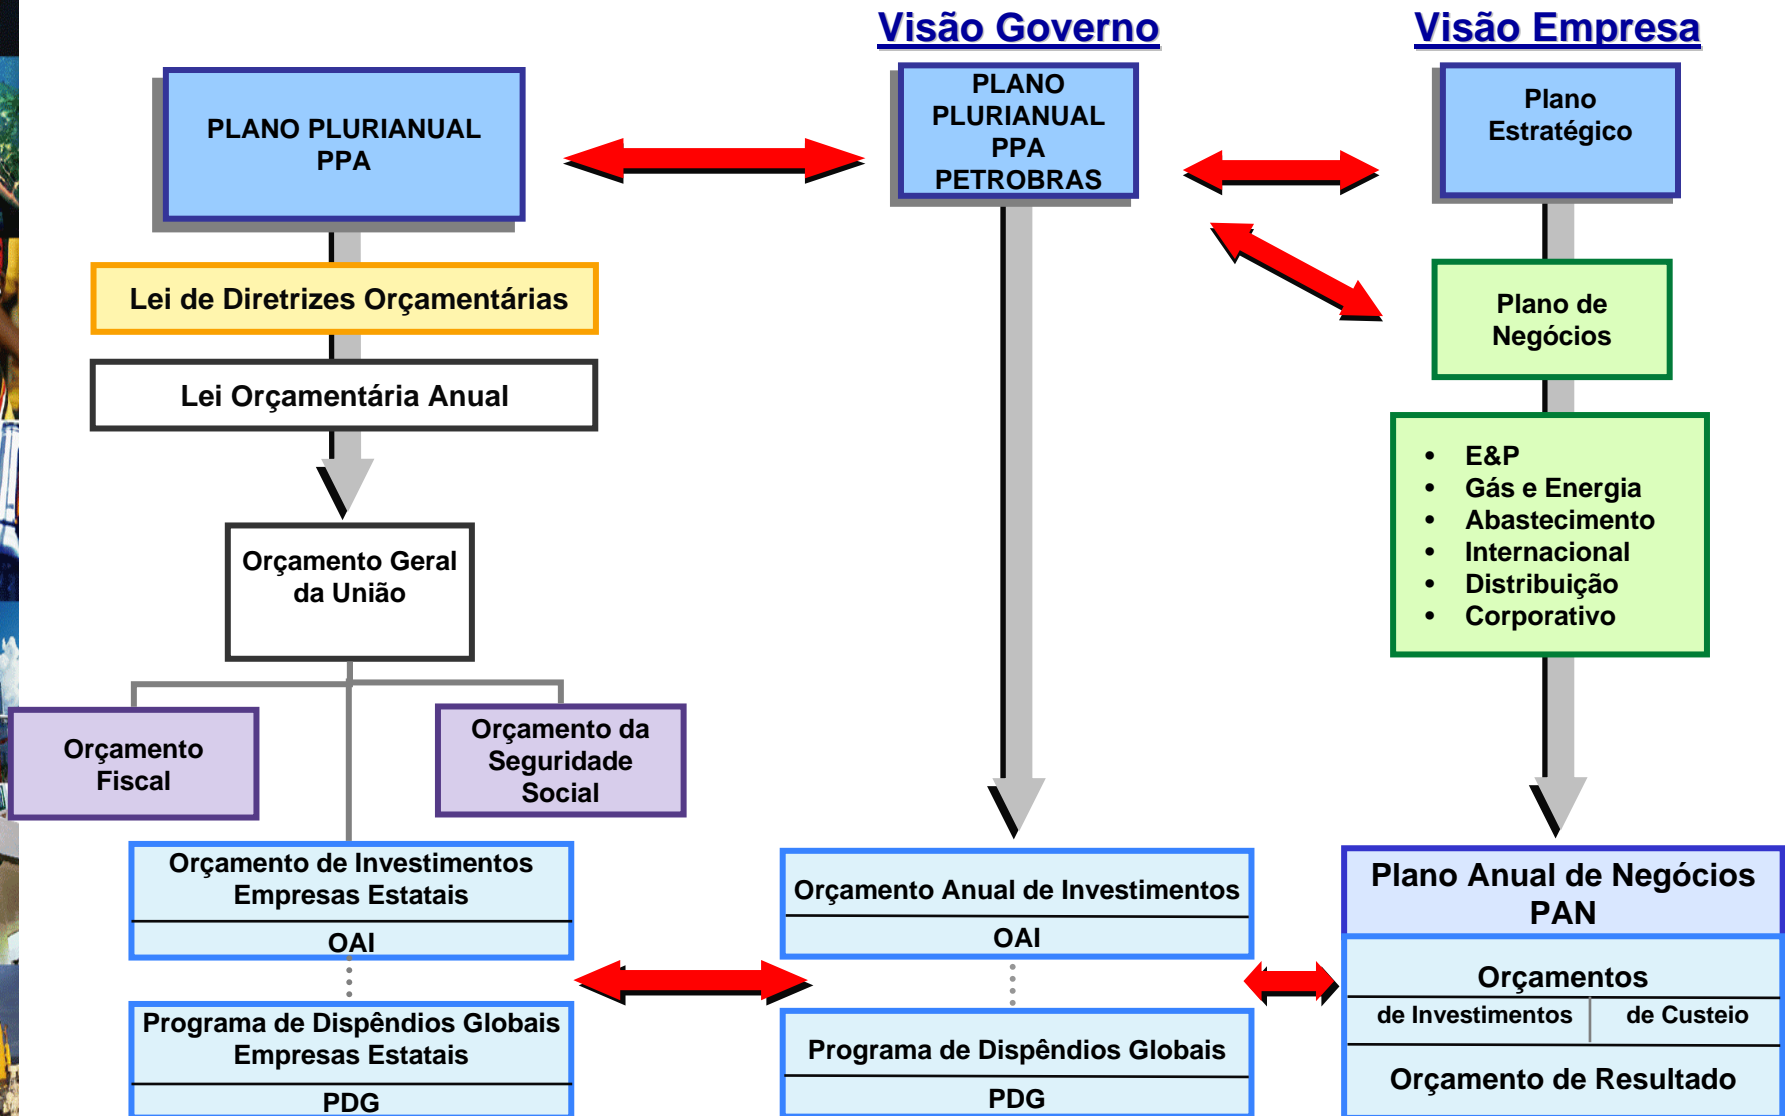 Visão Governo
Visão Empresa
PLANO PLURIANUAL
PPA
PLANO
PLURIANUAL
PPA
PETROBRAS
Plano
Estratégico
Lei de Diretrizes Orçamentárias
Plano de
Negócios
Lei Orçamentária Anual
• E&P
• Gás e Energia
• Abastecimento
• Internacional
• Distribuição
• Corporativo
Orçamento Geral
da União
Orçamento
Fiscal
Orçamento da
Seguridade
Social
Orçamento de Investimentos
Empresas Estatais
OAI
Programa de Dispêndios Globais
Empresas Estatais
PDG
Orçamento Anual de Investimentos
OAI
Programa de Dispêndios Globais
PDG
Plano Anual de Negócios
PAN
Orçamentos
de Investimentos de Custeio
Orçamento de Resultado